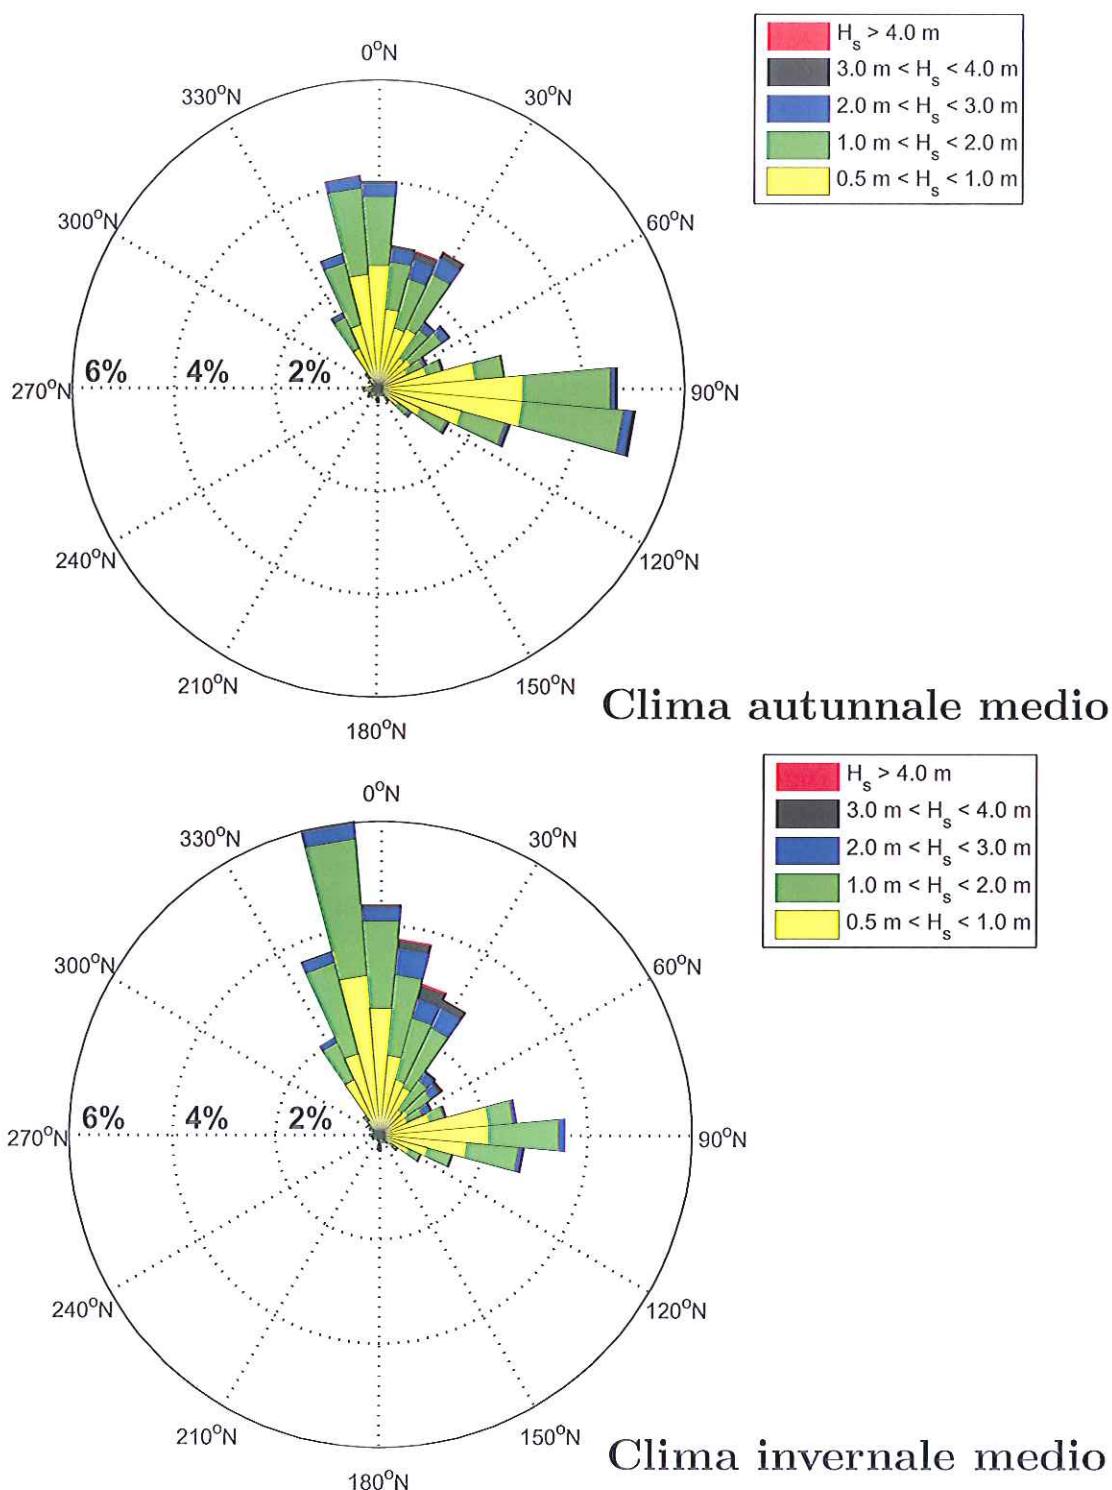 H_s > 4.0 m
3.0 m < H_s < 4.0 m
2.0 m < H_s < 3.0 m
1.0 m < H_s < 2.0 m
0.5 m < H_s < 1.0 m
0°N
330°N
30°N
300°N
60°N
6%
4%
2%
270°N
90°N
240°N
120°N
210°N
150°N
180°N
Clima autunnale medio
H_s > 4.0 m
3.0 m < H_s < 4.0 m
2.0 m < H_s < 3.0 m
1.0 m < H_s < 2.0 m
0.5 m < H_s < 1.0 m
0°N
330°N
30°N
300°N
60°N
6%
4%
2%
270°N
90°N
240°N
120°N
210°N
150°N
180°N
Clima invernale medio